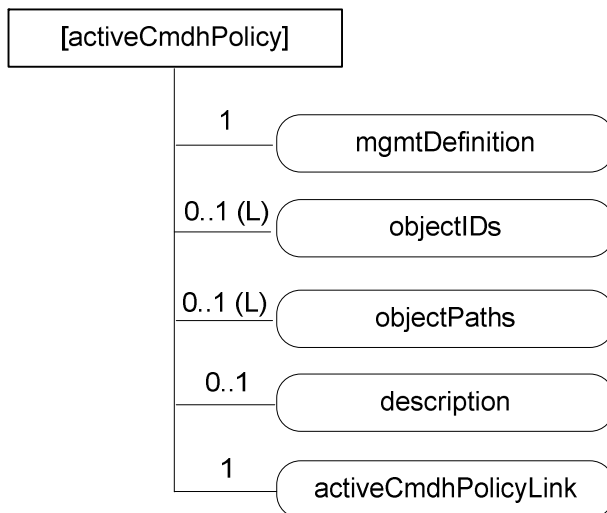 [activeCmdhPolicy]
1
mgmtDefinition
0..1 (L)
objectIDs
0..1 (L)
objectPaths
0..1
description
1
activeCmdhPolicyLink